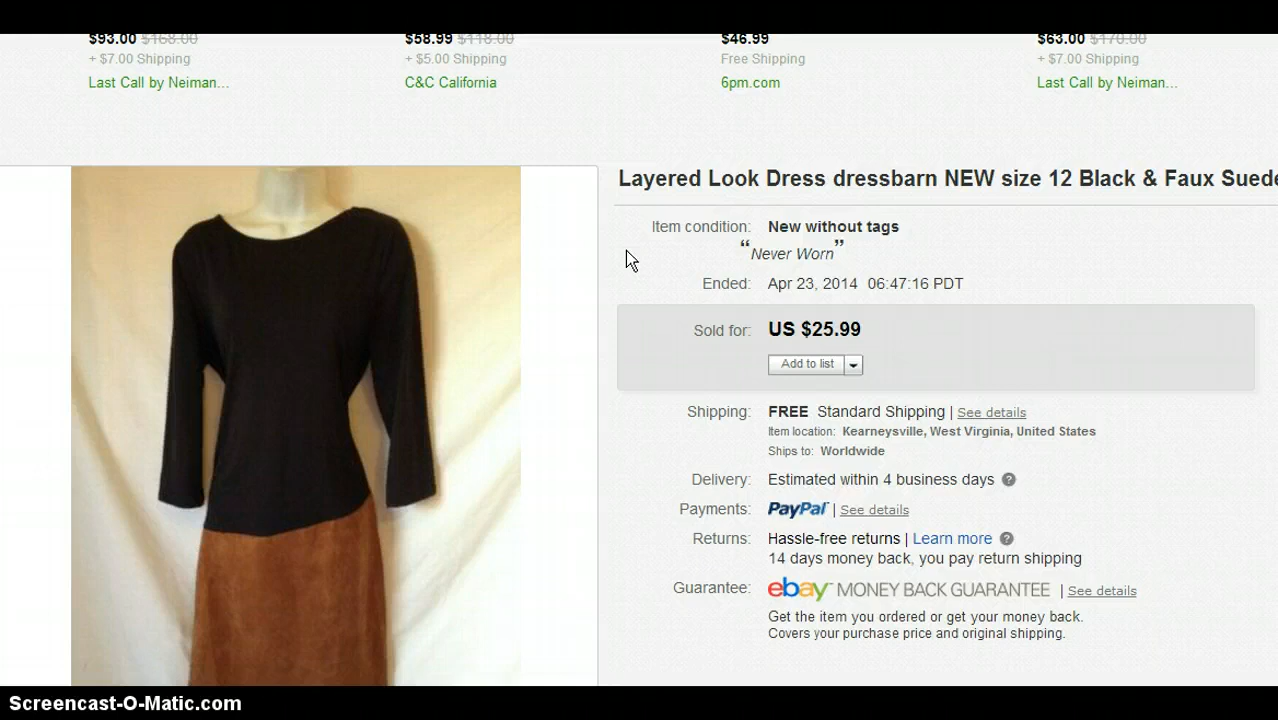 $93.00 $168.00
+ $7.00 Shipping
Last Call by Neiman...
$58.99 $118.00
+ $5.00 Shipping
C&C California
$46.99
Free Shipping
6pm.com
$63.00 $170.00
+ $7.00 Shipping
Last Call by Neiman...
Layered Look Dress dressbarn NEW size 12 Black & Faux Suede
Item condition: New without tags
“Never Worn”
Ended: Apr 23, 2014 06:47:16 PDT
Sold for: US $25.99
Add to list
Shipping: FREE Standard Shipping | See details
Item location: Kearneysville, West Virginia, United States
Ships to: Worldwide
Delivery: Estimated within 4 business days ?
Payments: PayPal | See details
Returns: Hassle-free returns | Learn more ?
14 days money back, you pay return shipping
Guarantee: ebay MONEY BACK GUARANTEE | See details
Get the item you ordered or get your money back.
Covers your purchase price and original shipping.
Screencast-O-Matic.com